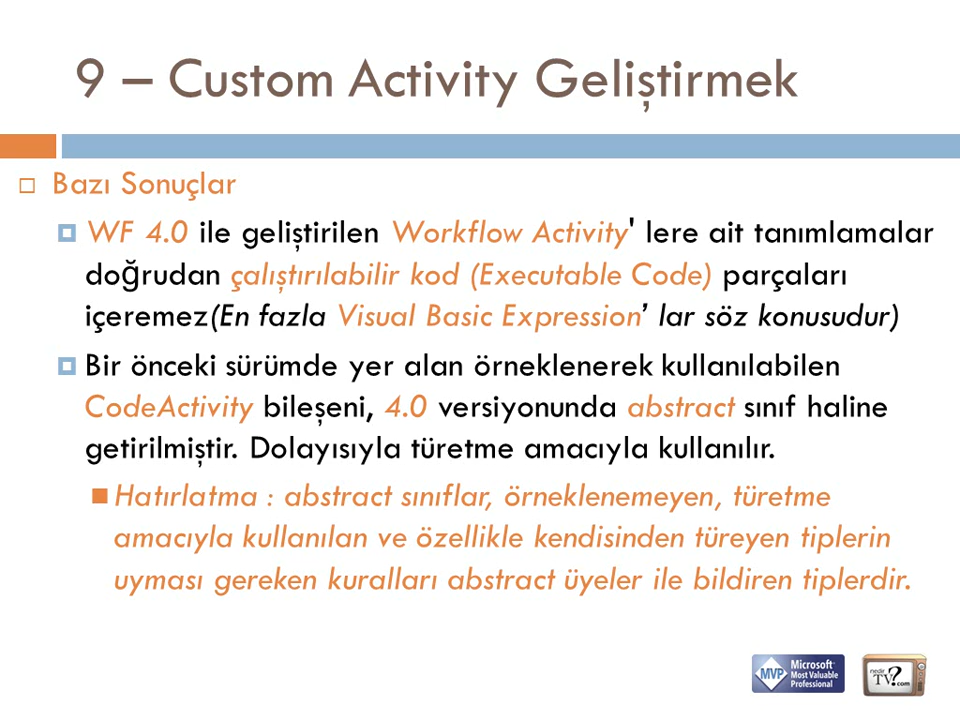 9 – Custom Activity Geliştirmek
Bazı Sonuçlar
WF 4.0 ile geliştirilen Workflow Activity' lere ait tanımlamalar
doğrudan çalıştırılabilir kod (Executable Code) parçaları
içeremez(En fazla Visual Basic Expression’ lar söz konusudur)
Bir önceki sürümde yer alan örneklenerek kullanılabilen
CodeActivity bileşeni, 4.0 versiyonunda abstract sınıf haline
getirilmiştir. Dolayısıyla türetme amacıyla kullanılır.
Hatırlatma : abstract sınıflar, örneklenemeyen, türetme
amacıyla kullanılan ve özellikle kendisinden türeyen tiplerin
uyması gereken kuralları abstract üyeler ile bildiren tiplerdir.
MVP
Microsoft
Most Valuable
Professional
nedir
TV?.com